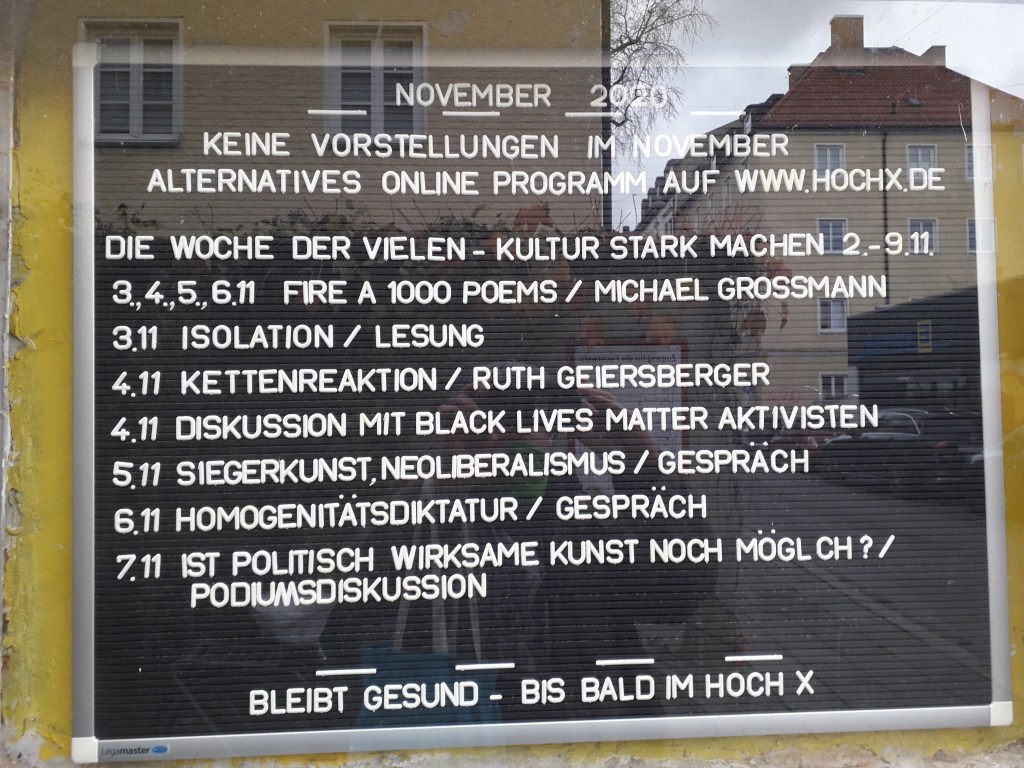 NOVEMBER 2020
KEINE VORSTELLUNGEN IM NOVEMBER
ALTERNATIVES ONLINE PROGRAMM AUF WWW.HOCHX.DE
DIE WOCHE DER VIELEN - KULTUR STARK MACHEN 2.-9.11.
3.,4.,5.,6.11 FIRE A 1000 POEMS / MICHAEL GROSSMANN
3.11 ISOLATION / LESUNG
4.11 KETTENREAKTION / RUTH GEIERSBERGER
4.11 DISKUSSION MIT BLACK LIVES MATTER AKTIVISTEN
5.11 SIEGERKUNST, NEOLIBERALISMUS / GESPRÄCH
6.11 HOMOGENITÄTSDIKTATUR / GESPRÄCH
7.11 IST POLITISCH WIRKSAME KUNST NOCH MÖGL CH ? /
PODIUMSDISKUSSION
BLEIBT GESUND - BIS BALD IM HOCH X
Legamaster